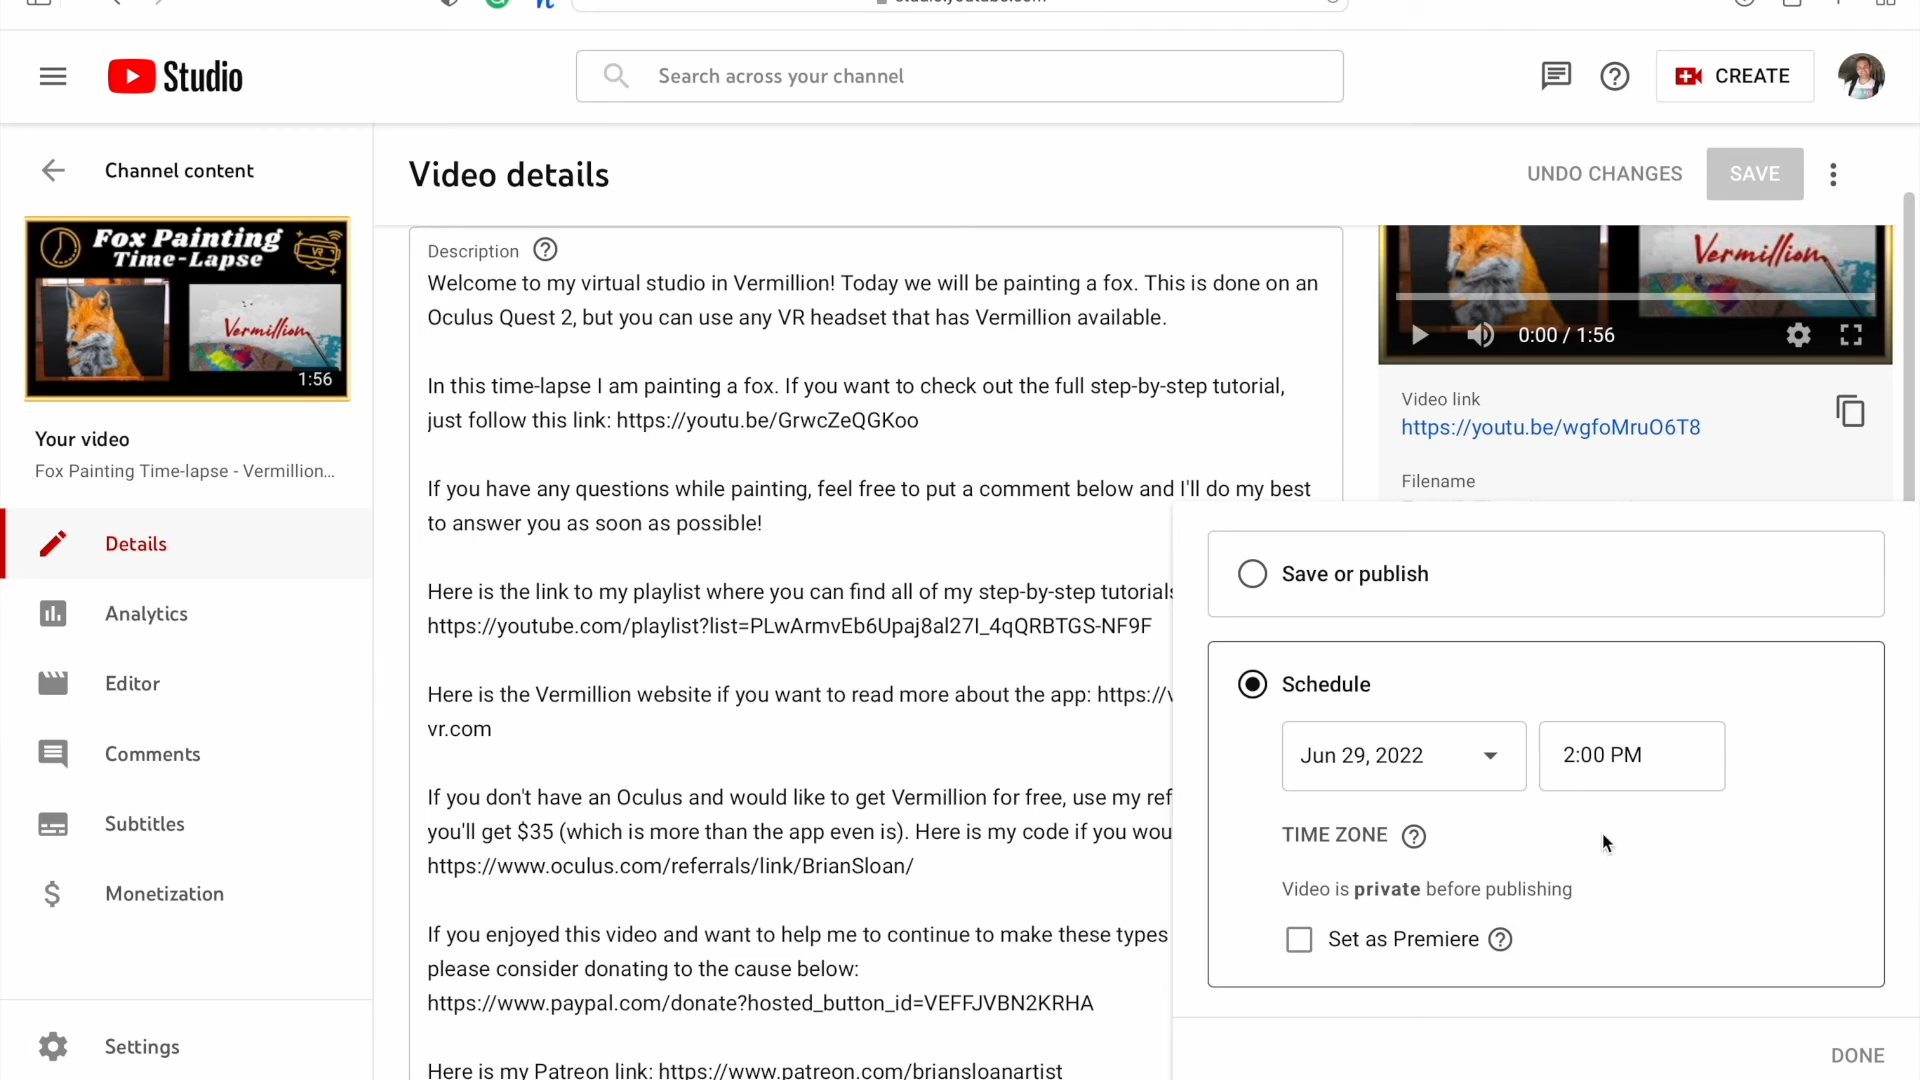 Studio
Search across your channel
CREATE
Channel content
Video details
UNDO CHANGES
SAVE
Fox Painting
Time-Lapse
VR
Vermillion
1:56
Your video
Fox Painting Time-lapse - Vermillion...
Details
Analytics
Editor
Comments
Subtitles
Monetization
Settings
Description
Welcome to my virtual studio in Vermillion! Today we will be painting a fox. This is done on an
Oculus Quest 2, but you can use any VR headset that has Vermillion available.
In this time-lapse I am painting a fox. If you want to check out the full step-by-step tutorial,
just follow this link: https://youtu.be/GrwcZeQGKoo
If you have any questions while painting, feel free to put a comment below and I'll do my best
to answer you as soon as possible!
Here is the link to my playlist where you can find all of my step-by-step tutorials
https://youtube.com/playlist?list=PLwArmvEb6Upaj8al27I_4qQRBTGS-NF9F
Here is the Vermillion website if you want to read more about the app: https://v
vr.com
If you don't have an Oculus and would like to get Vermillion for free, use my ref
you'll get $35 (which is more than the app even is). Here is my code if you wou
https://www.oculus.com/referrals/link/BrianSloan/
If you enjoyed this video and want to help me to continue to make these types
please consider donating to the cause below:
https://www.paypal.com/donate?hosted_button_id=VEFFJVBN2KRHA
Here is my Patreon link: https://www.patreon.com/briansloanartist
Vermillion
0:00 / 1:56
Video link
https://youtu.be/wgfoMruO6T8
Filename
Save or publish
Schedule
Jun 29, 2022
2:00 PM
TIME ZONE
Video is private before publishing
Set as Premiere
DONE